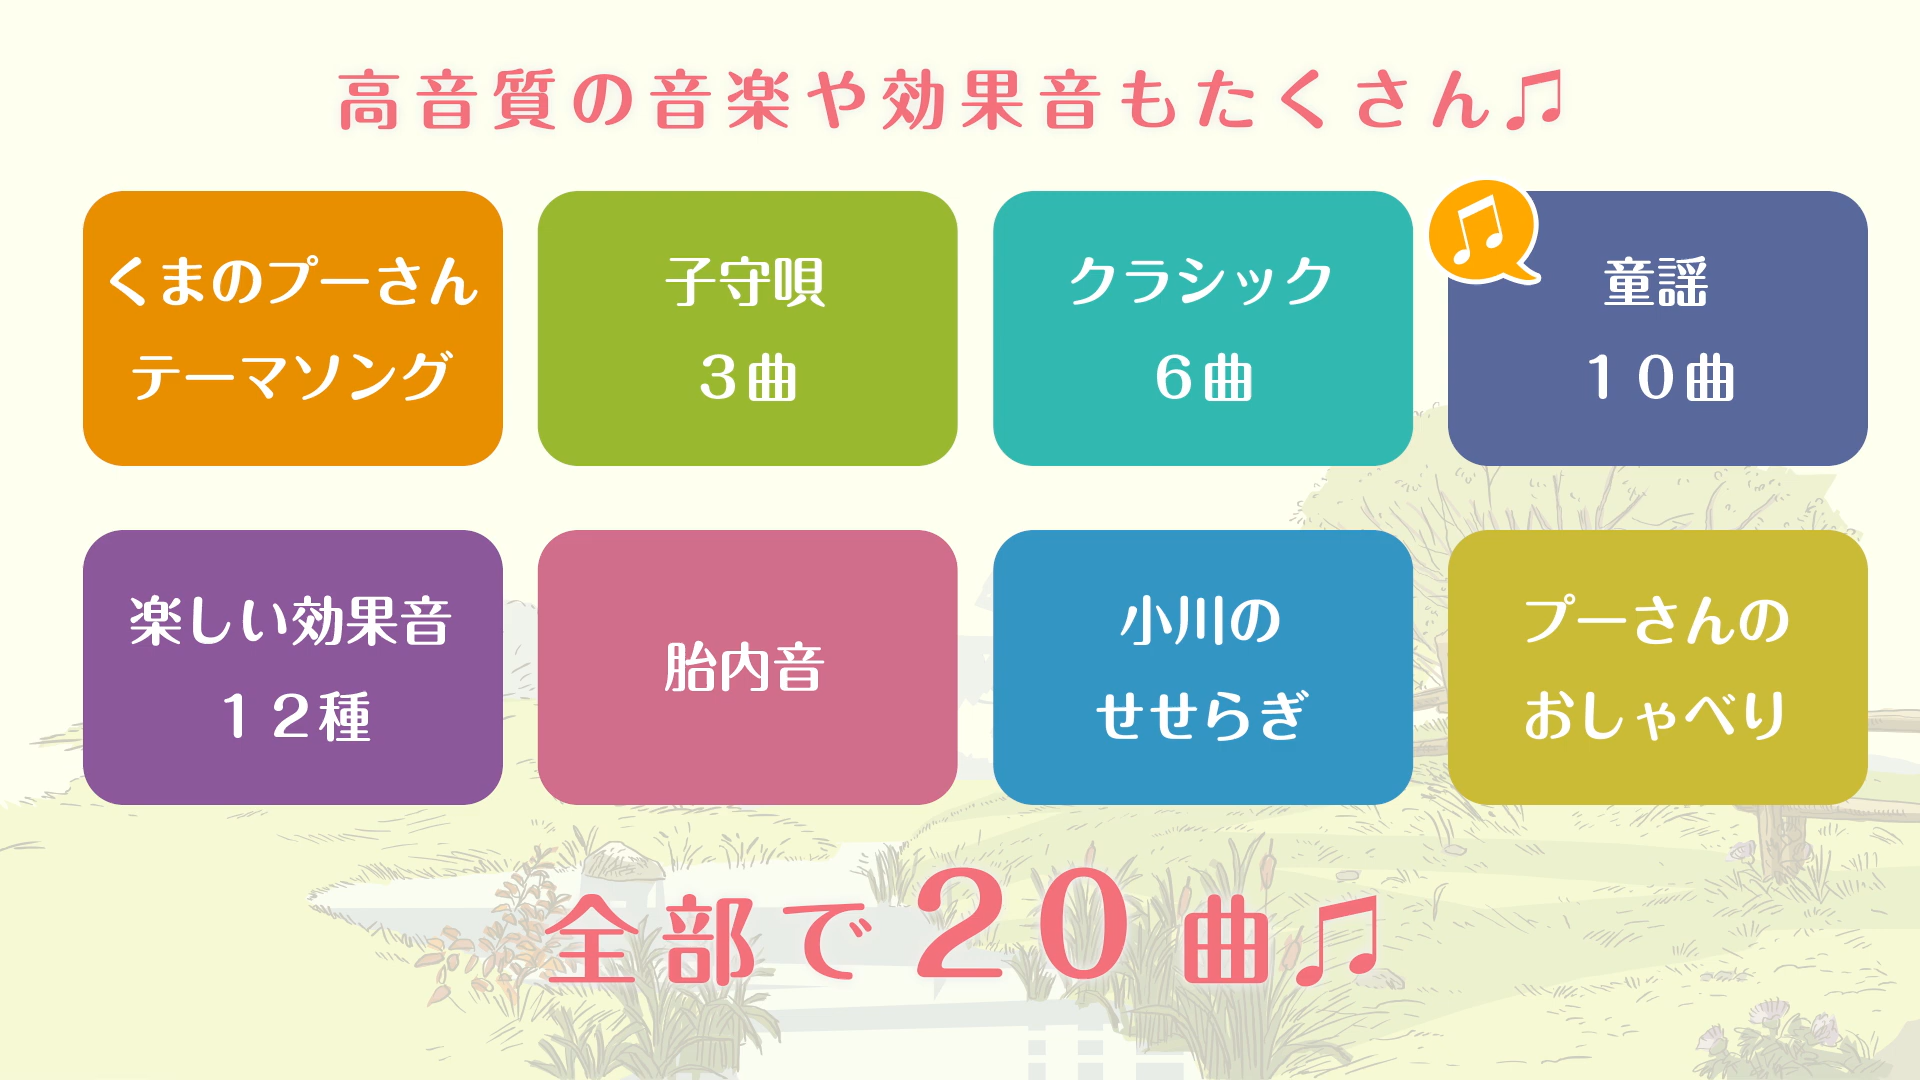 高音質の音楽や効果音もたくさん♫
くまのプーさん
テーマソング
子守唄
３曲
クラシック
６曲
童謡
１０曲
楽しい効果音
１２種
胎内音
小川の
せせらぎ
プーさんの
おしゃべり
全部で２０曲♫